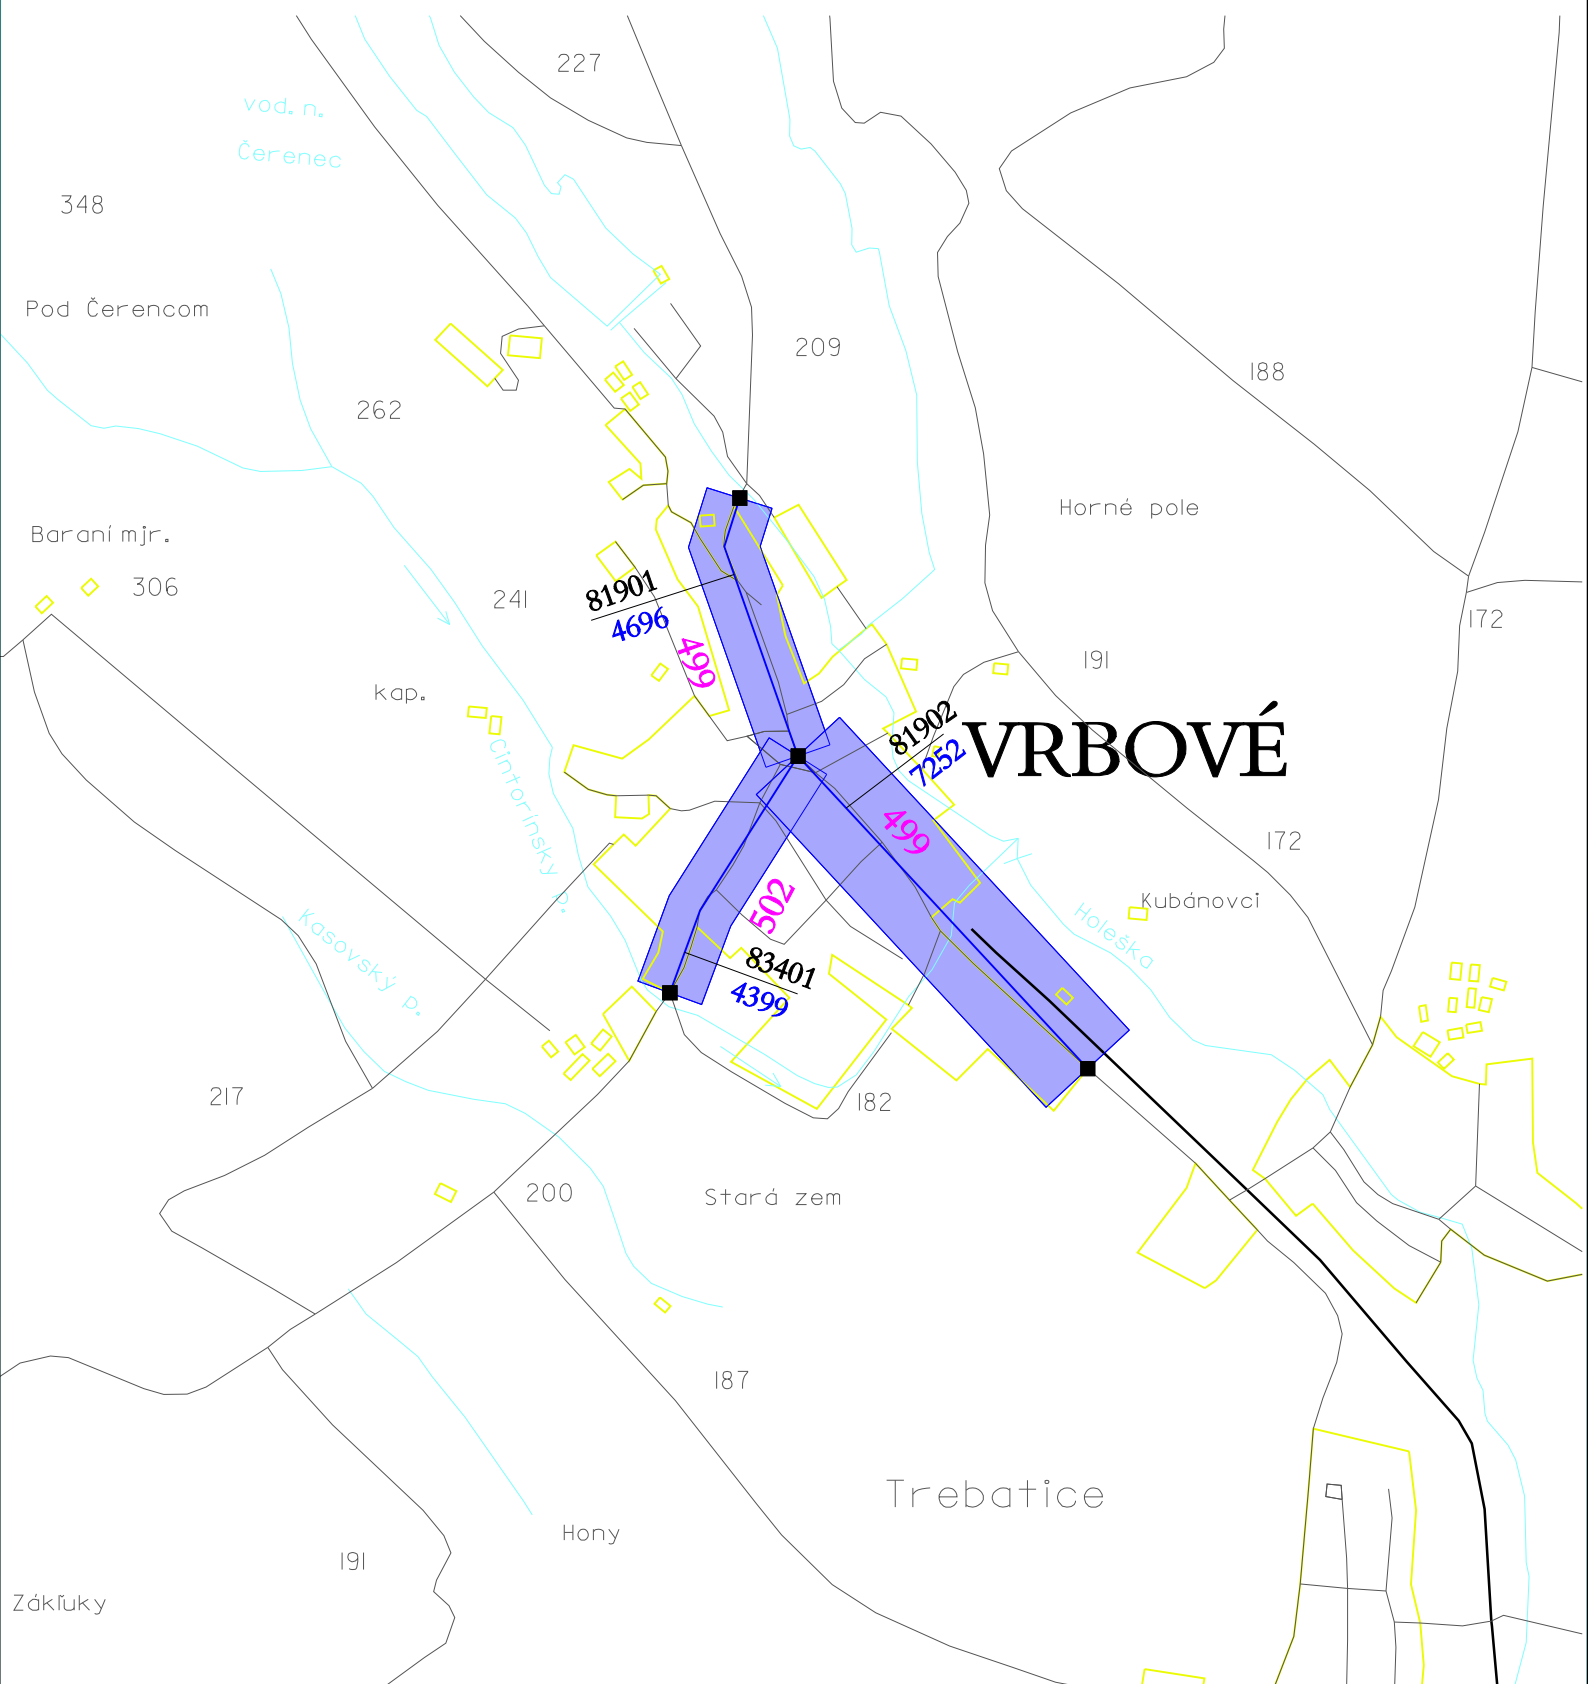 227
vod. n.
Čerenec
348
Pod Čerencom
209
188
262
Horné pole
Baraní mjr.
306
241
81901
4696
172
499
191
kap.
81902
7252
VRBOVÉ
Cintorínsky p.
499
172
502
Kubánovci
Kasovský p.
Holeška
83401
4399
217
182
200
Stará zem
187
Trebatice
Hony
191
Zákľuky